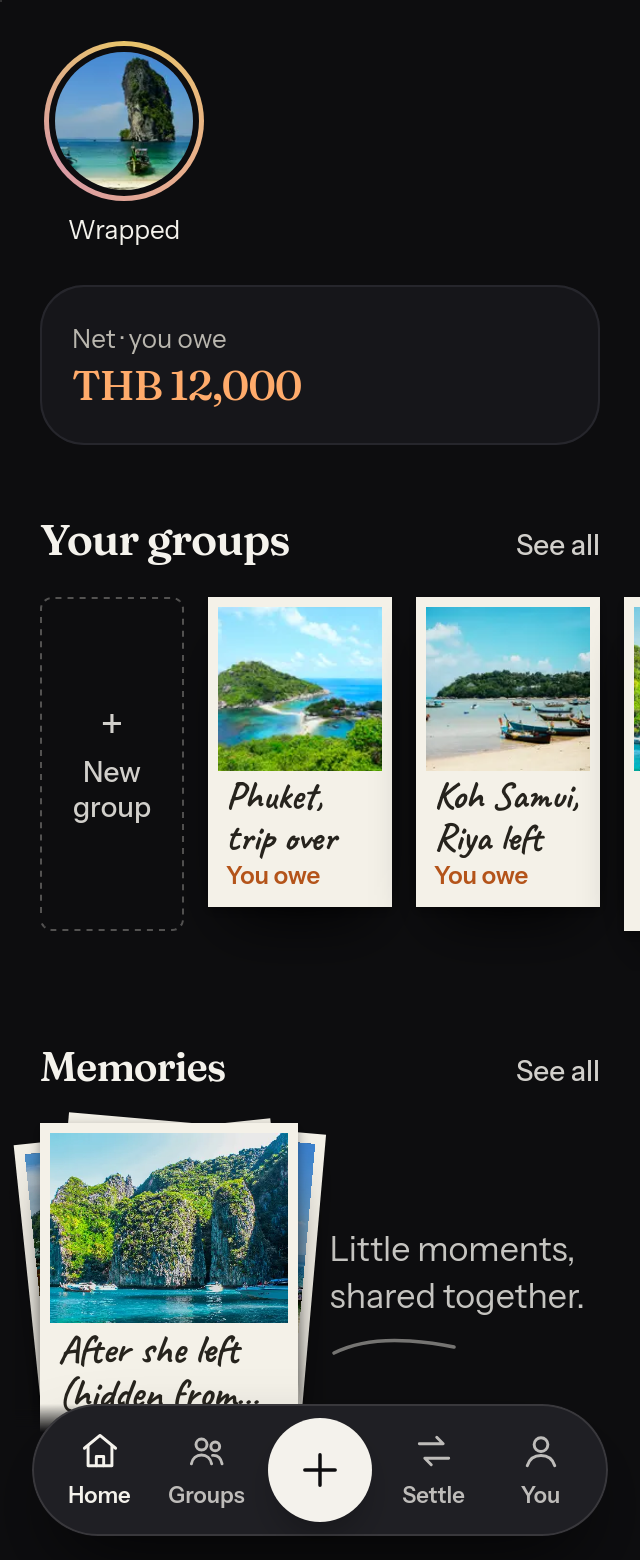 Wrapped
Net · you owe
THB 12,000
Your groups
See all
+
New
group
Phuket,
trip over
You owe
Koh Samui,
Riya left
You owe
Memories
See all
Little moments,
shared together.
After she left
(hidden from...
Home
Groups
Settle
You